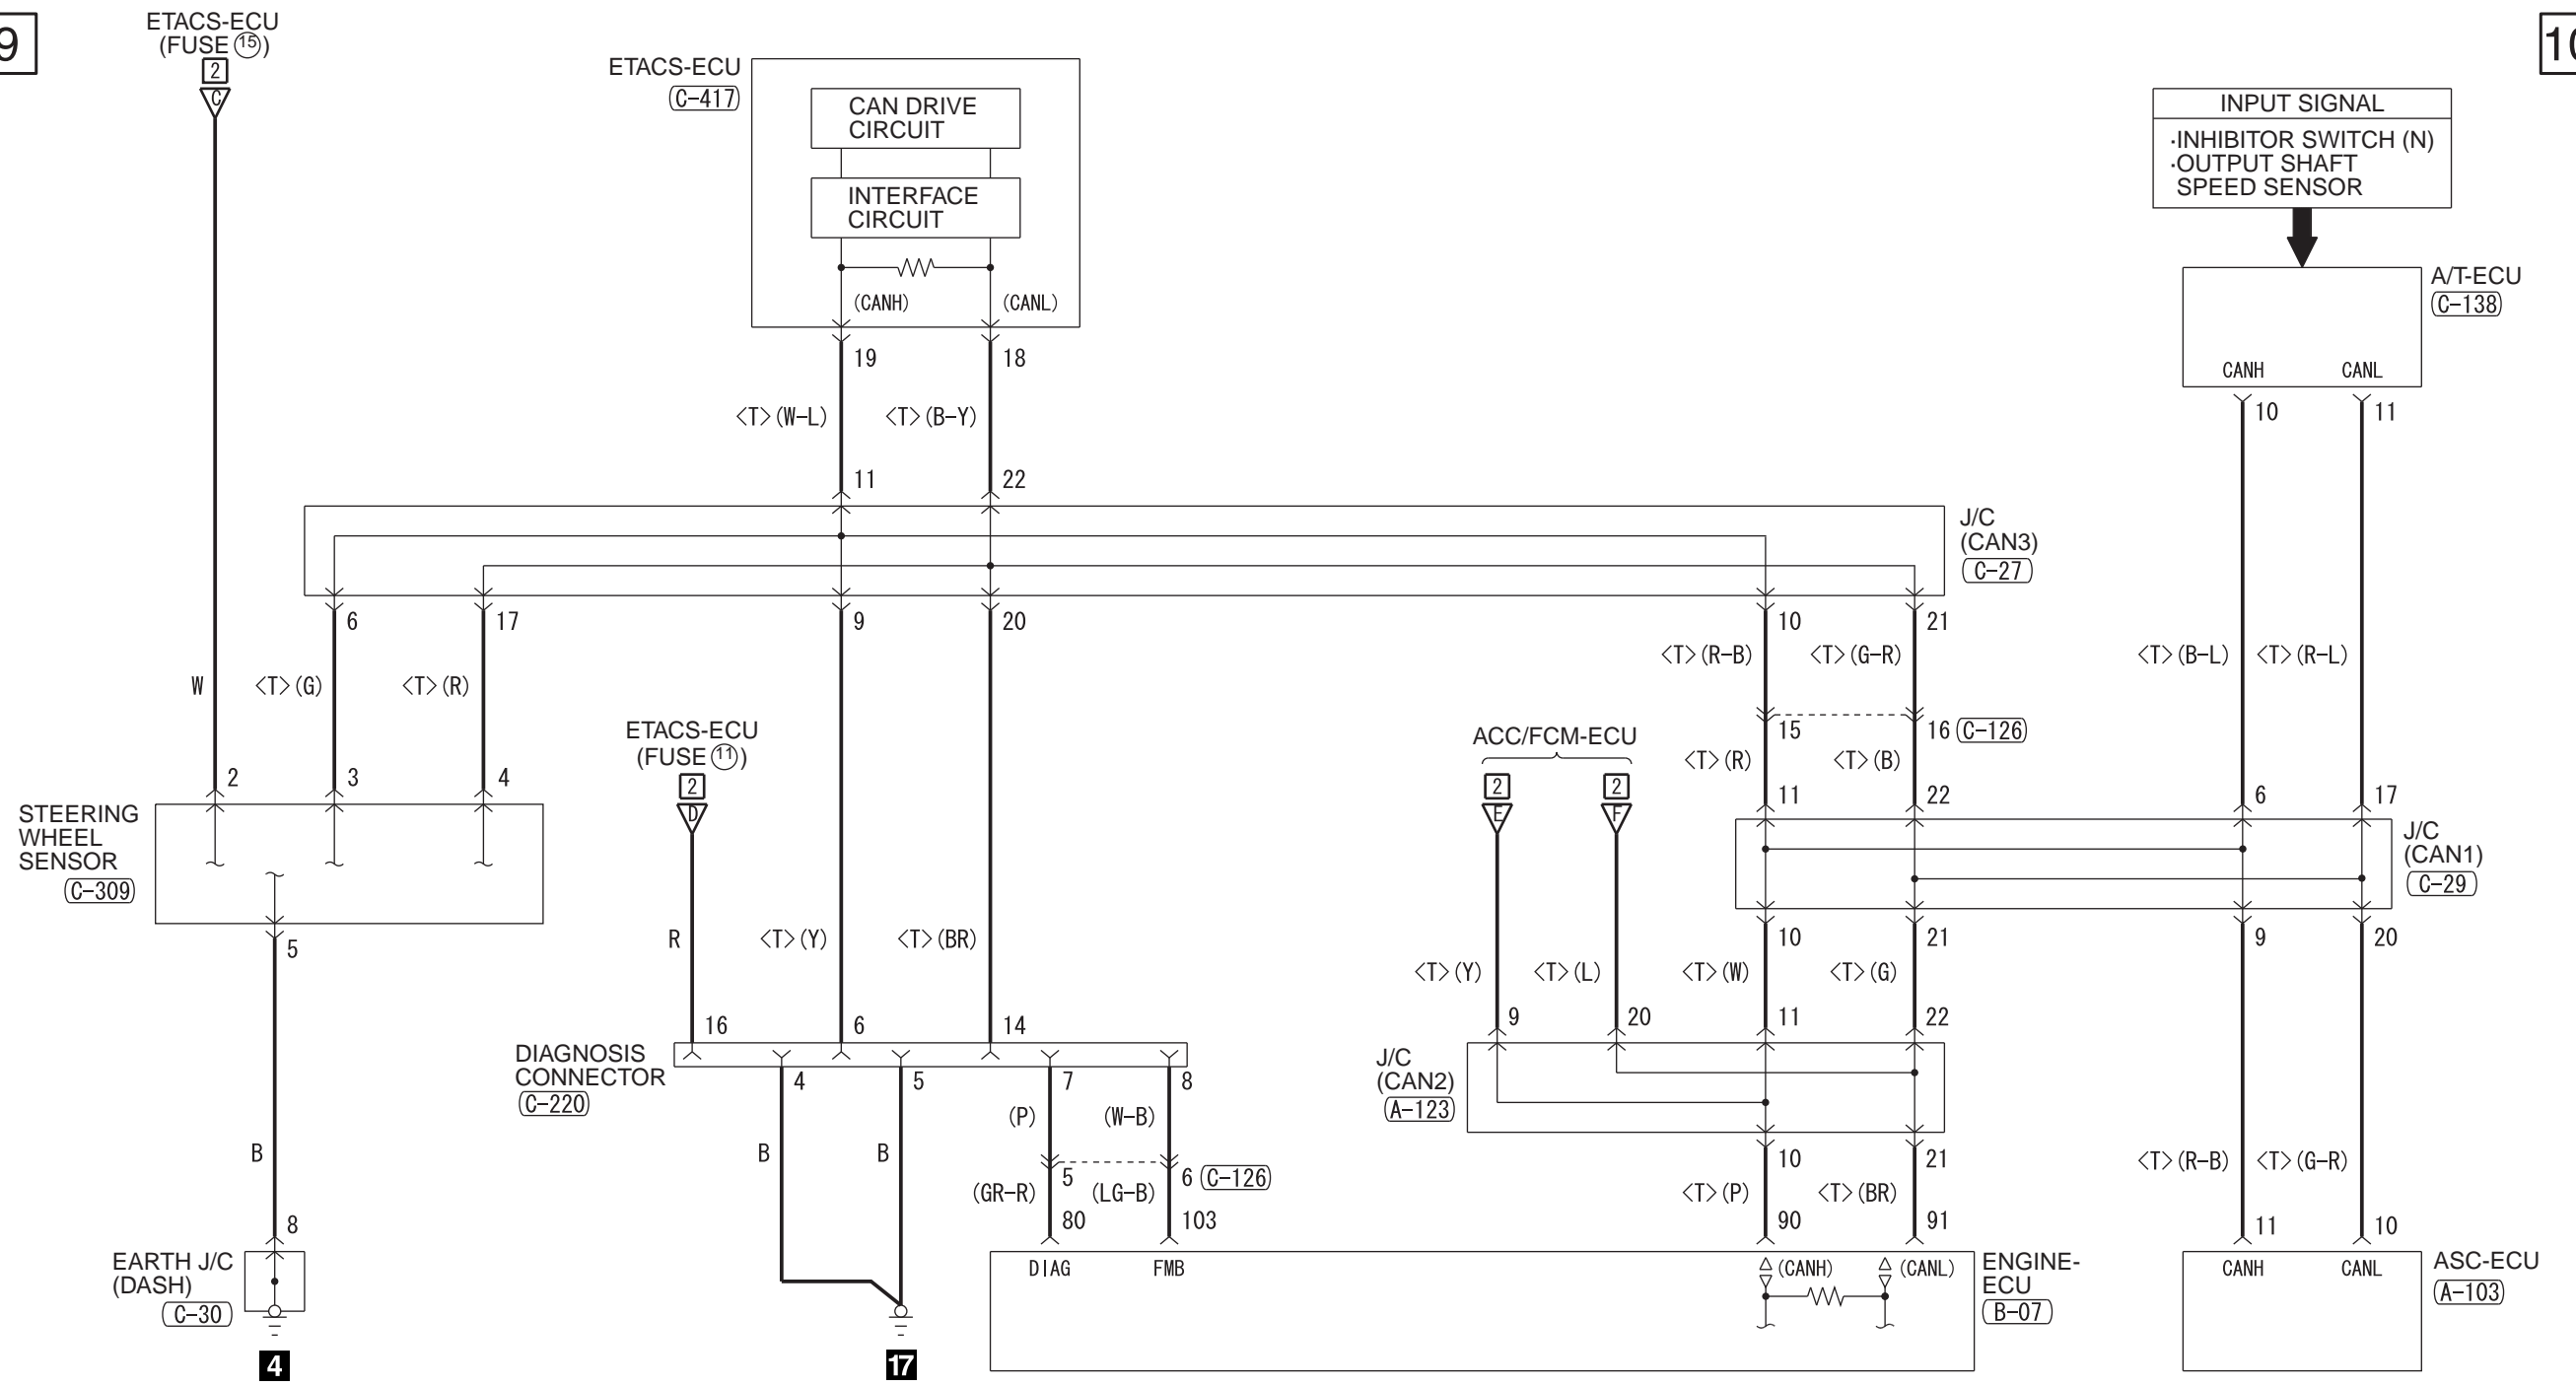 9
10
ETACS-ECU
(FUSE ⑮)
2
C
ETACS-ECU
C-417
CAN DRIVE
CIRCUIT
INTERFACE
CIRCUIT
(CANH)
(CANL)
19
18
<T>(W-L)
<T>(B-Y)
11
22
INPUT SIGNAL
·INHIBITOR SWITCH (N)
·OUTPUT SHAFT
SPEED SENSOR
A/T-ECU
C-138
CANH
CANL
10
11
J/C
(CAN3)
C-27
6
17
9
20
10
21
W
<T>(G)
<T>(R)
<T>(R-B)
<T>(G-R)
<T>(B-L)
<T>(R-L)
15
16
C-126
<T>(R)
<T>(B)
11
22
6
17
ETACS-ECU
(FUSE ⑪)
2
D
ACC/FCM-ECU
2
E
2
F
2
3
4
STEERING
WHEEL
SENSOR
C-309
5
J/C
(CAN1)
C-29
10
21
9
20
R
<T>(Y)
<T>(BR)
<T>(Y)
<T>(L)
<T>(W)
<T>(G)
16
6
14
9
20
11
22
DIAGNOSIS
CONNECTOR
C-220
4
5
7
8
J/C
(CAN2)
A-123
B
B
B
(P)
(W-B)
5
6
C-126
(GR-R)
(LG-B)
80
103
10
21
<T>(P)
<T>(BR)
90
91
<T>(R-B)
<T>(G-R)
11
10
8
EARTH J/C
(DASH)
C-30
4
17
DIAG
FMB
(CANH)
(CANL)
ENGINE-
ECU
B-07
CANH
CANL
ASC-ECU
A-103